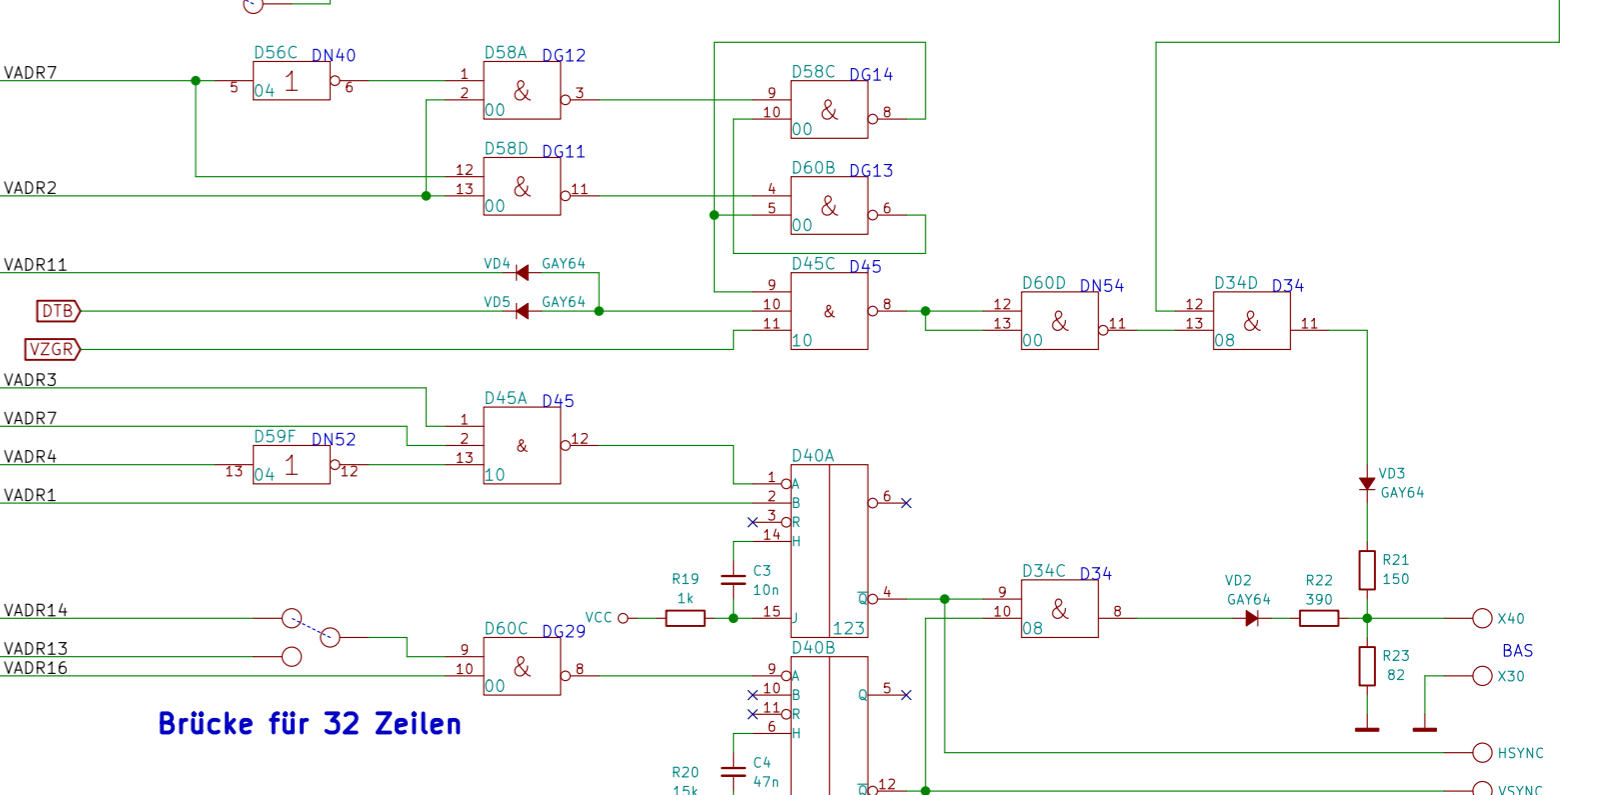 D56C DN40
VADR7 5 04 1 6
D58A DG12
1 2 & 00 3
D58C DG14
9 10 & 00 8
D58D DG11
VADR2 12 13 & 00 11
D60B DG13
4 5 & 00 6
VADR11 VD4 GAY64
DTB VD5 GAY64
VZGR
D45C D45
9 10 11 & 10 8
D60D DN54
12 13 & 00 11
D34D D34
12 13 & 08 11
VADR3
VADR7
VADR4
VADR1
D59F DN52
13 04 1 12
D45A D45
1 2 13 & 10 12
D40A
1 A
2 B
3 R
14 H
15 J
6
Q 4
123
VD3
GAY64
R19
1k
C3
10n
VCC
R21
150
D34C D34
9 10 & 08 8
VD2
GAY64
R22
390
X40
BAS
X30
R23
82
VADR14
VADR13
VADR16
D60C DG29
9 10 & 00 8
D40B
9 A
10 B
11 R
6 H
Q 5
Q 12
Brücke für 32 Zeilen
R20
15k
C4
47n
HSYNC
VSYNC